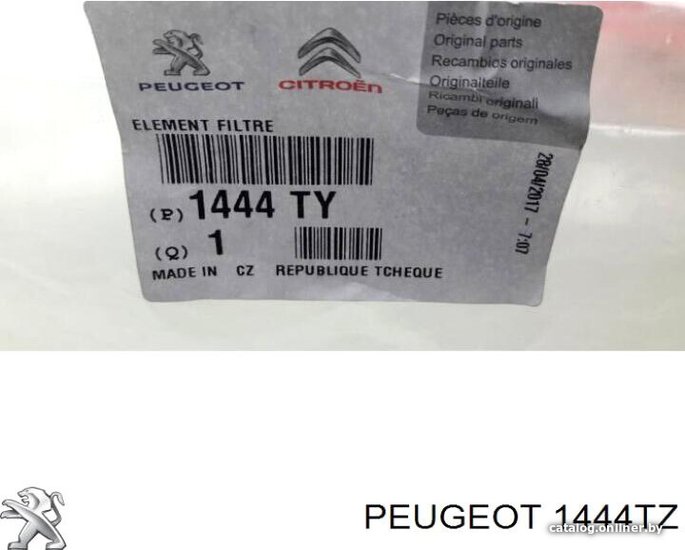 PEUGEOT
CITROËN
Pièces d'origine
Original parts
Recambios originales
Originalteile
Ricambi originali
Peças de origem
ELEMENT FILTRE
(P) 1444 TY
(Q) 1
MADE IN CZ REPUBLIQUE TCHEQUE
28/04/2017 - 7:07
PEUGEOT 1444TZ
catalog.onliner.by